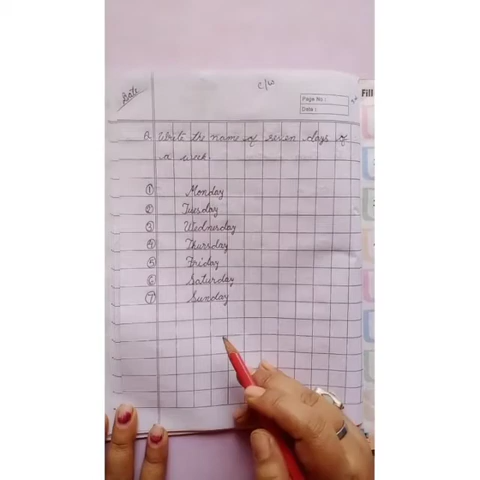 Date
C/W
Page No :
Date :
Fill
Q. Write the name of seven days of
a week
① Monday
② Tuesday
③ Wednesday
④ Thursday
⑤ Friday
⑥ Saturday
⑦ Sunday